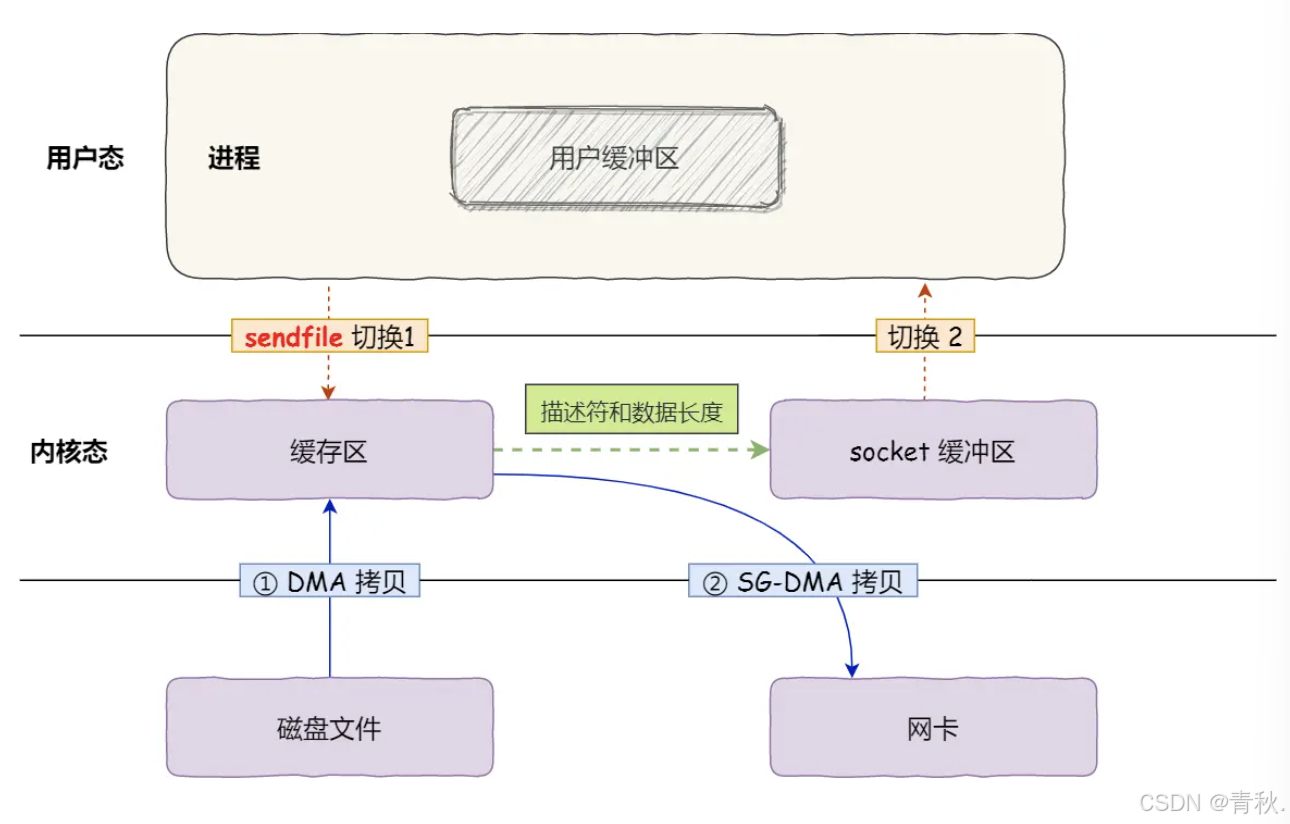 用户态
进程
用户缓冲区
sendfile 切换1
切换 2
描述符和数据长度
内核态
缓存区
socket 缓冲区
① DMA 拷贝
② SG-DMA 拷贝
磁盘文件
网卡
CSDN @青秋.